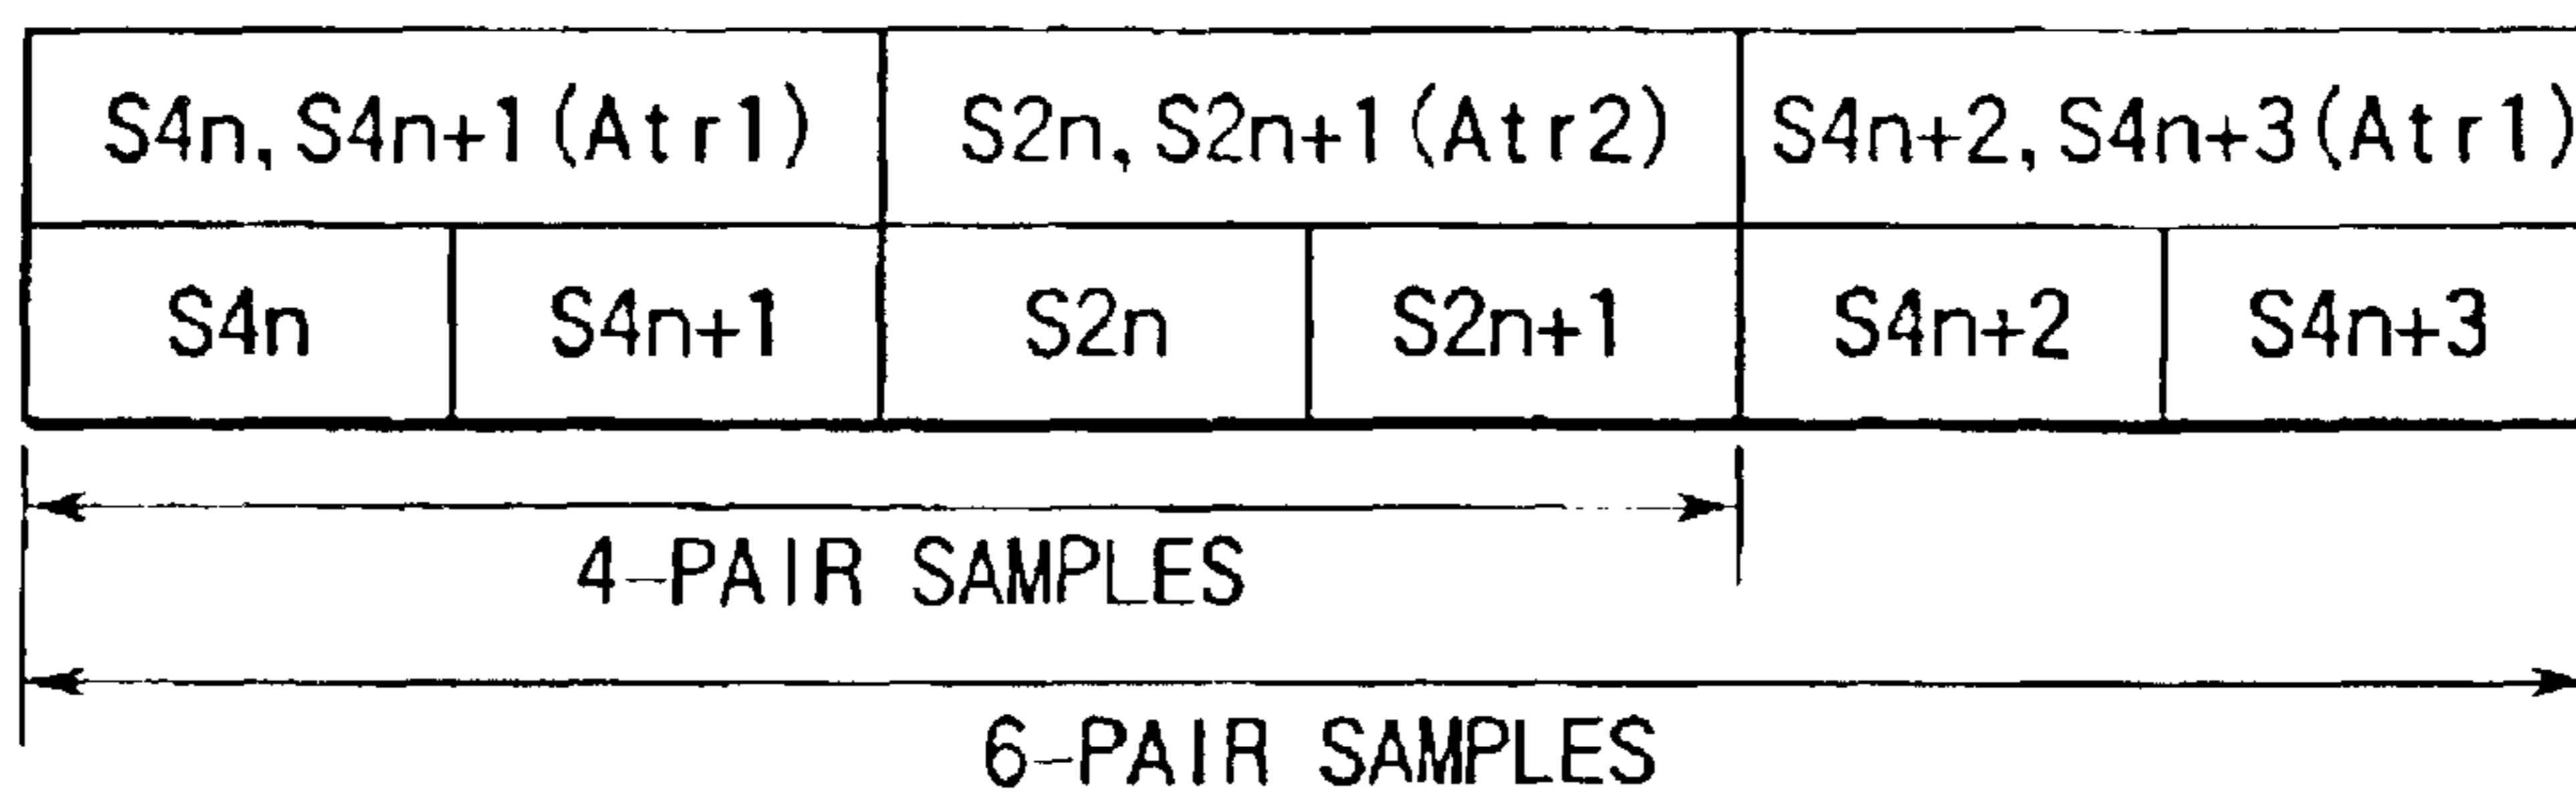 S4n, S4n+1 (Atr1) S2n, S2n+1 (Atr2) S4n+2, S4n+3 (Atr1)
S4n S4n+1 S2n S2n+1 S4n+2 S4n+3
4-PAIR SAMPLES
6-PAIR SAMPLES